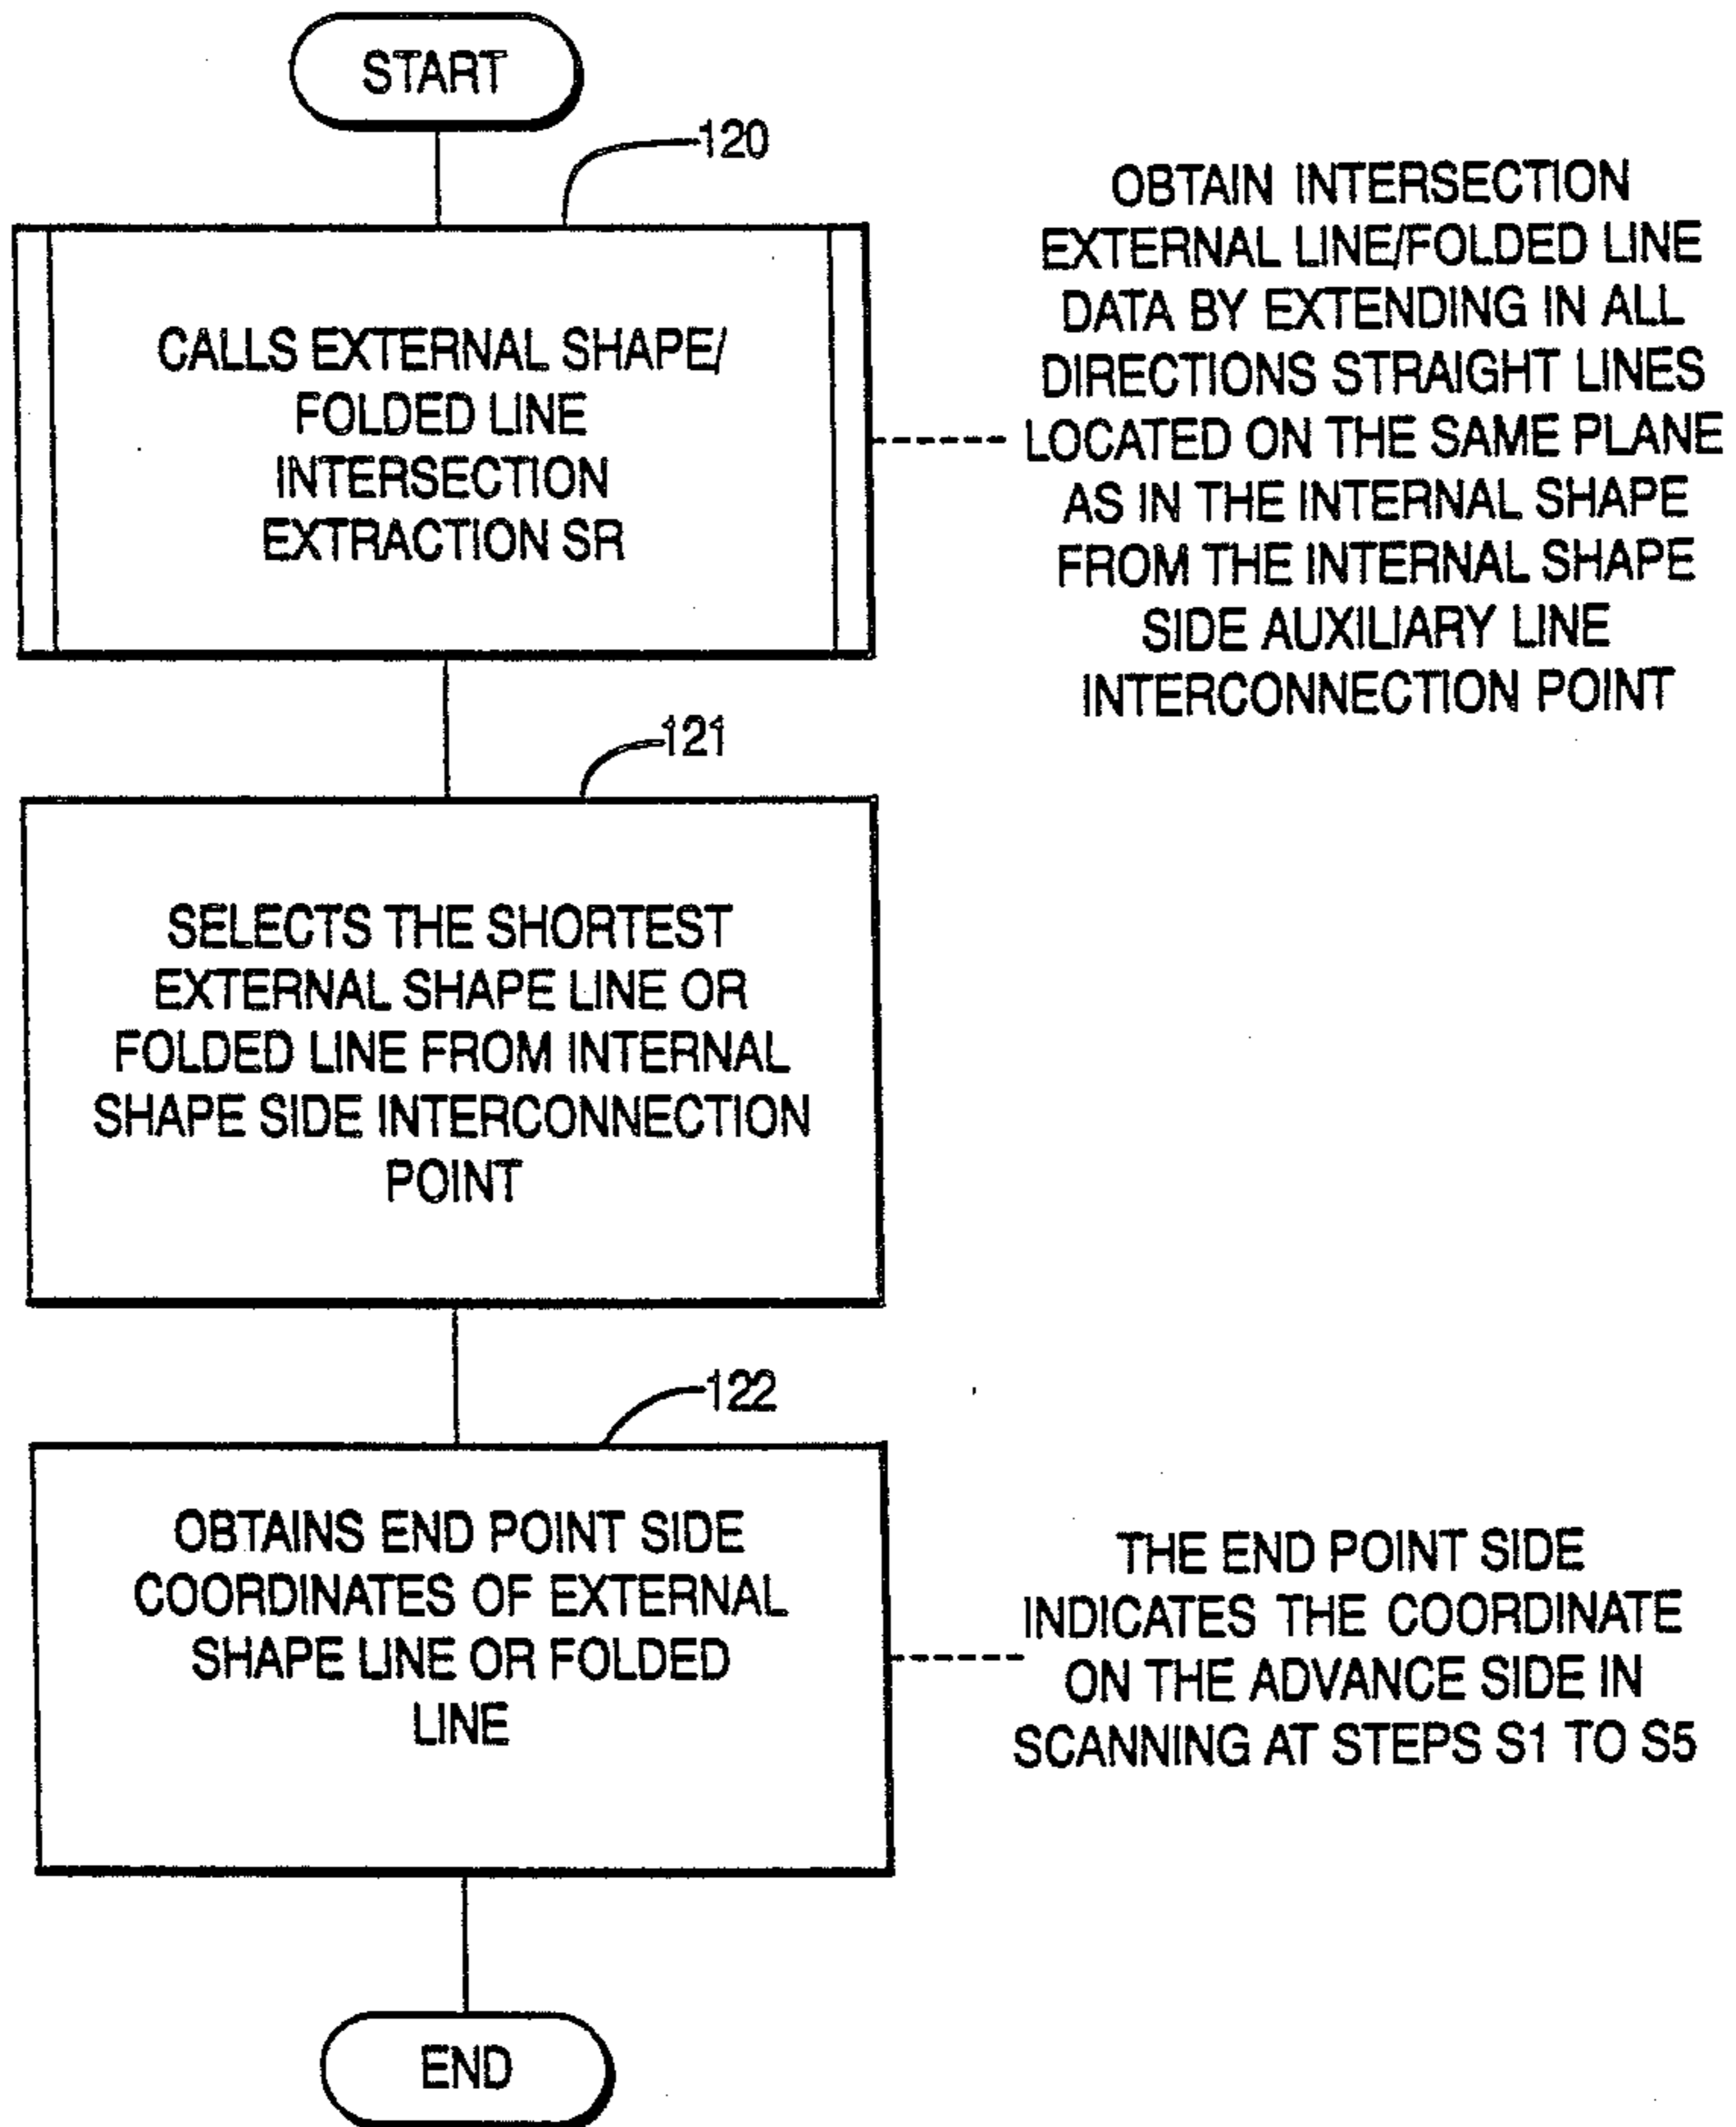 START
120
CALLS EXTERNAL SHAPE/
FOLDED LINE
INTERSECTION
EXTRACTION SR
OBTAIN INTERSECTION
EXTERNAL LINE/FOLDED LINE
DATA BY EXTENDING IN ALL
DIRECTIONS STRAIGHT LINES
LOCATED ON THE SAME PLANE
AS IN THE INTERNAL SHAPE
FROM THE INTERNAL SHAPE
SIDE AUXILIARY LINE
INTERCONNECTION POINT
121
SELECTS THE SHORTEST
EXTERNAL SHAPE LINE OR
FOLDED LINE FROM INTERNAL
SHAPE SIDE INTERCONNECTION
POINT
122
OBTAINS END POINT SIDE
COORDINATES OF EXTERNAL
SHAPE LINE OR FOLDED
LINE
THE END POINT SIDE
INDICATES THE COORDINATE
ON THE ADVANCE SIDE IN
SCANNING AT STEPS S1 TO S5
END